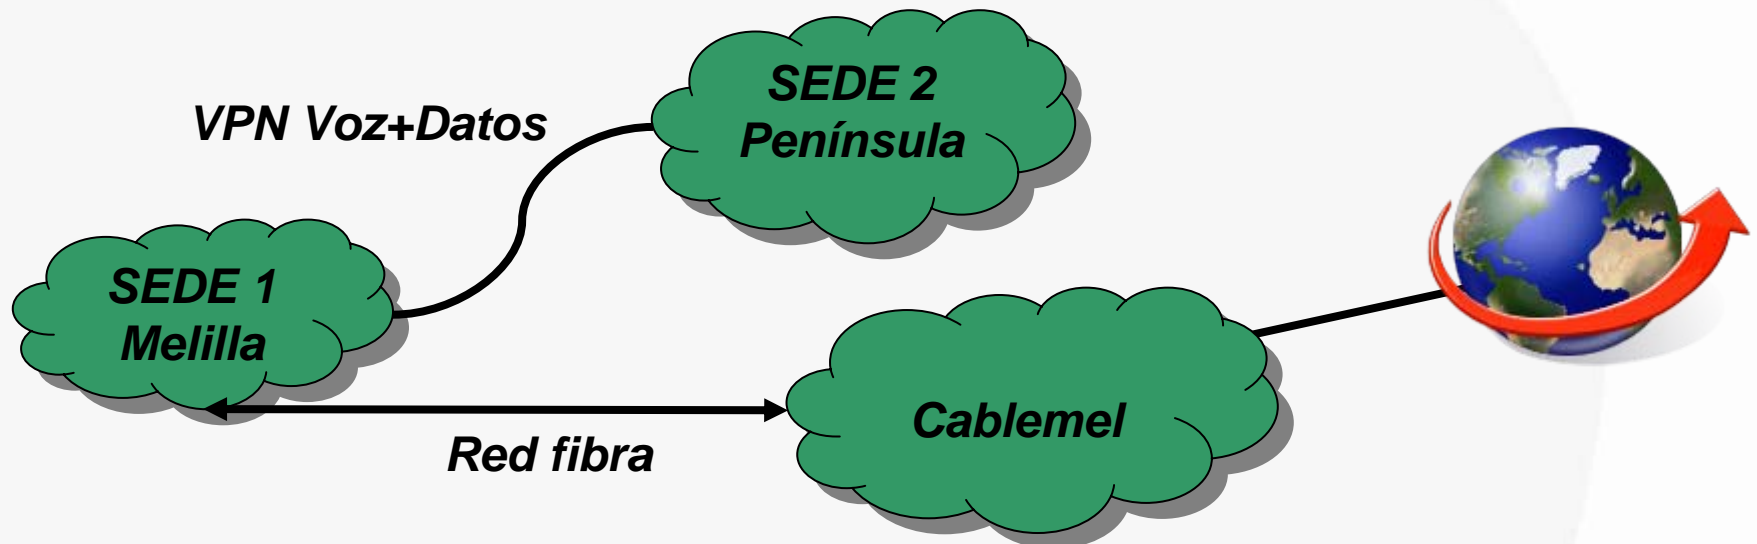 SEDE 2
Península
VPN Voz+Datos
SEDE 1
Melilla
Cablemel
Red fibra